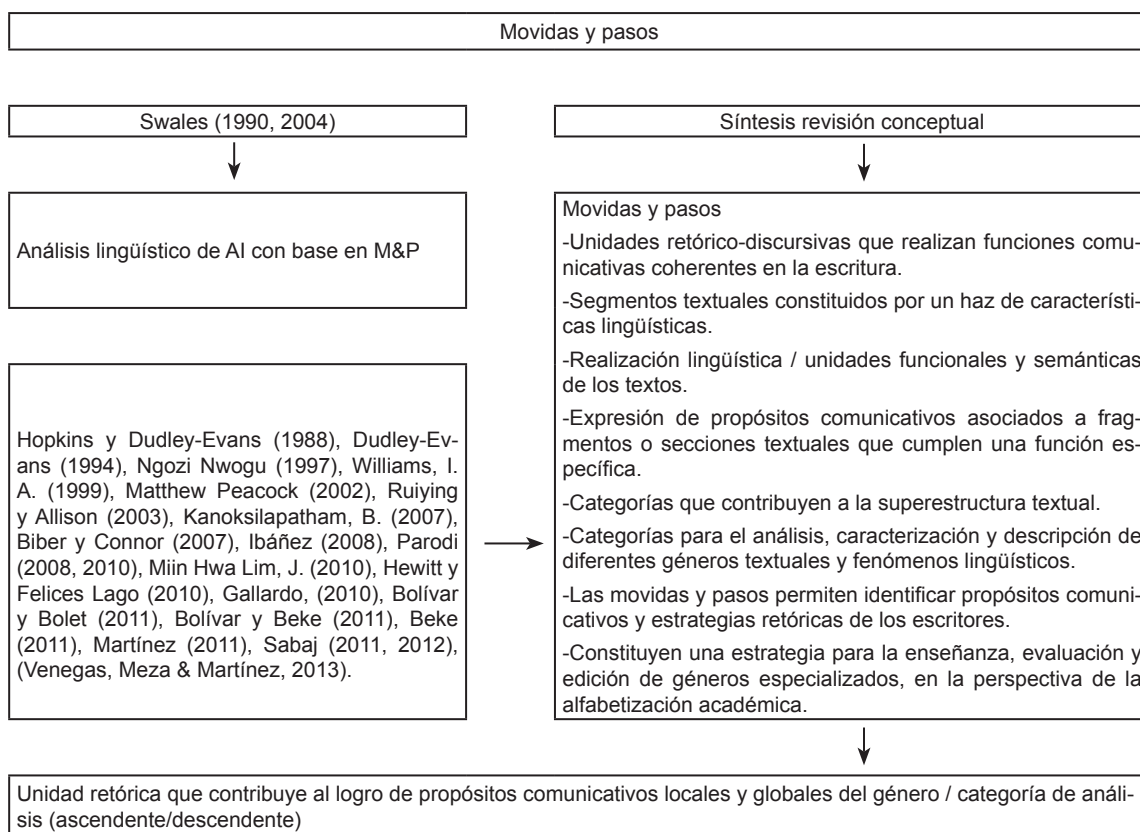 Movidas y pasos
Swales (1990, 2004)
Análisis lingüístico de AI con base en M&P
Hopkins y Dudley-Evans (1988), Dudley-Ev-
ans (1994), Ngozi Nwogu (1997), Williams, I.
A. (1999), Matthew Peacock (2002), Ruiying
y Allison (2003), Kanoksilapatham, B. (2007),
Biber y Connor (2007), Ibáñez (2008), Parodi
(2008, 2010), Miin Hwa Lim, J. (2010), Hewitt y
Felices Lago (2010), Gallardo, (2010), Bolívar
y Bolet (2011), Bolívar y Beke (2011), Beke
(2011), Martínez (2011), Sabaj (2011, 2012),
(Venegas, Meza & Martínez, 2013).
Síntesis revisión conceptual
Movidas y pasos
-Unidades retórico-discursivas que realizan funciones comu-
nicativas coherentes en la escritura.
-Segmentos textuales constituidos por un haz de característi-
cas lingüísticas.
-Realización lingüística / unidades funcionales y semánticas
de los textos.
-Expresión de propósitos comunicativos asociados a frag-
mentos o secciones textuales que cumplen una función es-
pecífica.
-Categorías que contribuyen a la superestructura textual.
-Categorías para el análisis, caracterización y descripción de
diferentes géneros textuales y fenómenos lingüísticos.
-Las movidas y pasos permiten identificar propósitos comuni-
cativos y estrategias retóricas de los escritores.
-Constituyen una estrategia para la enseñanza, evaluación y
edición de géneros especializados, en la perspectiva de la
alfabetización académica.
Unidad retórica que contribuye al logro de propósitos comunicativos locales y globales del género / categoría de análi-
sis (ascendente/descendente)